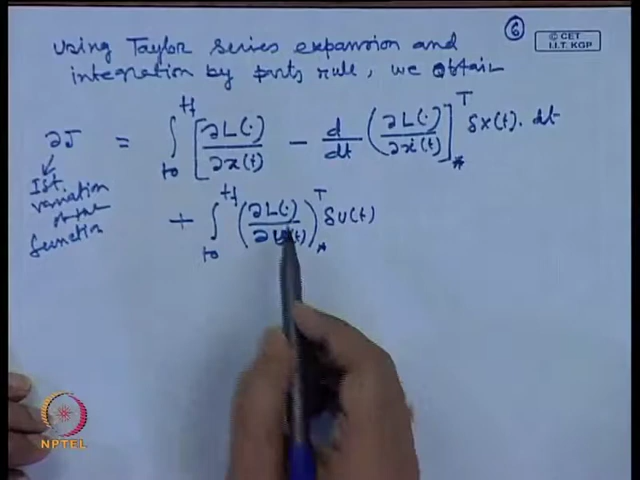 Using Taylor series expansion and
integration by parts rule, we obtain
6
© CET
I.I.T. KGP
∂J = ∫_{t0}^{tf} [∂L(·)/∂x(t) − d/dt (∂L(·)/∂ẋ(t))]^T_* δx(t). dt
Ist.
variation
of the
function
+ ∫_{t0}^{tf} (∂L(·)/∂u(t))^T_* δu(t)
NPTEL